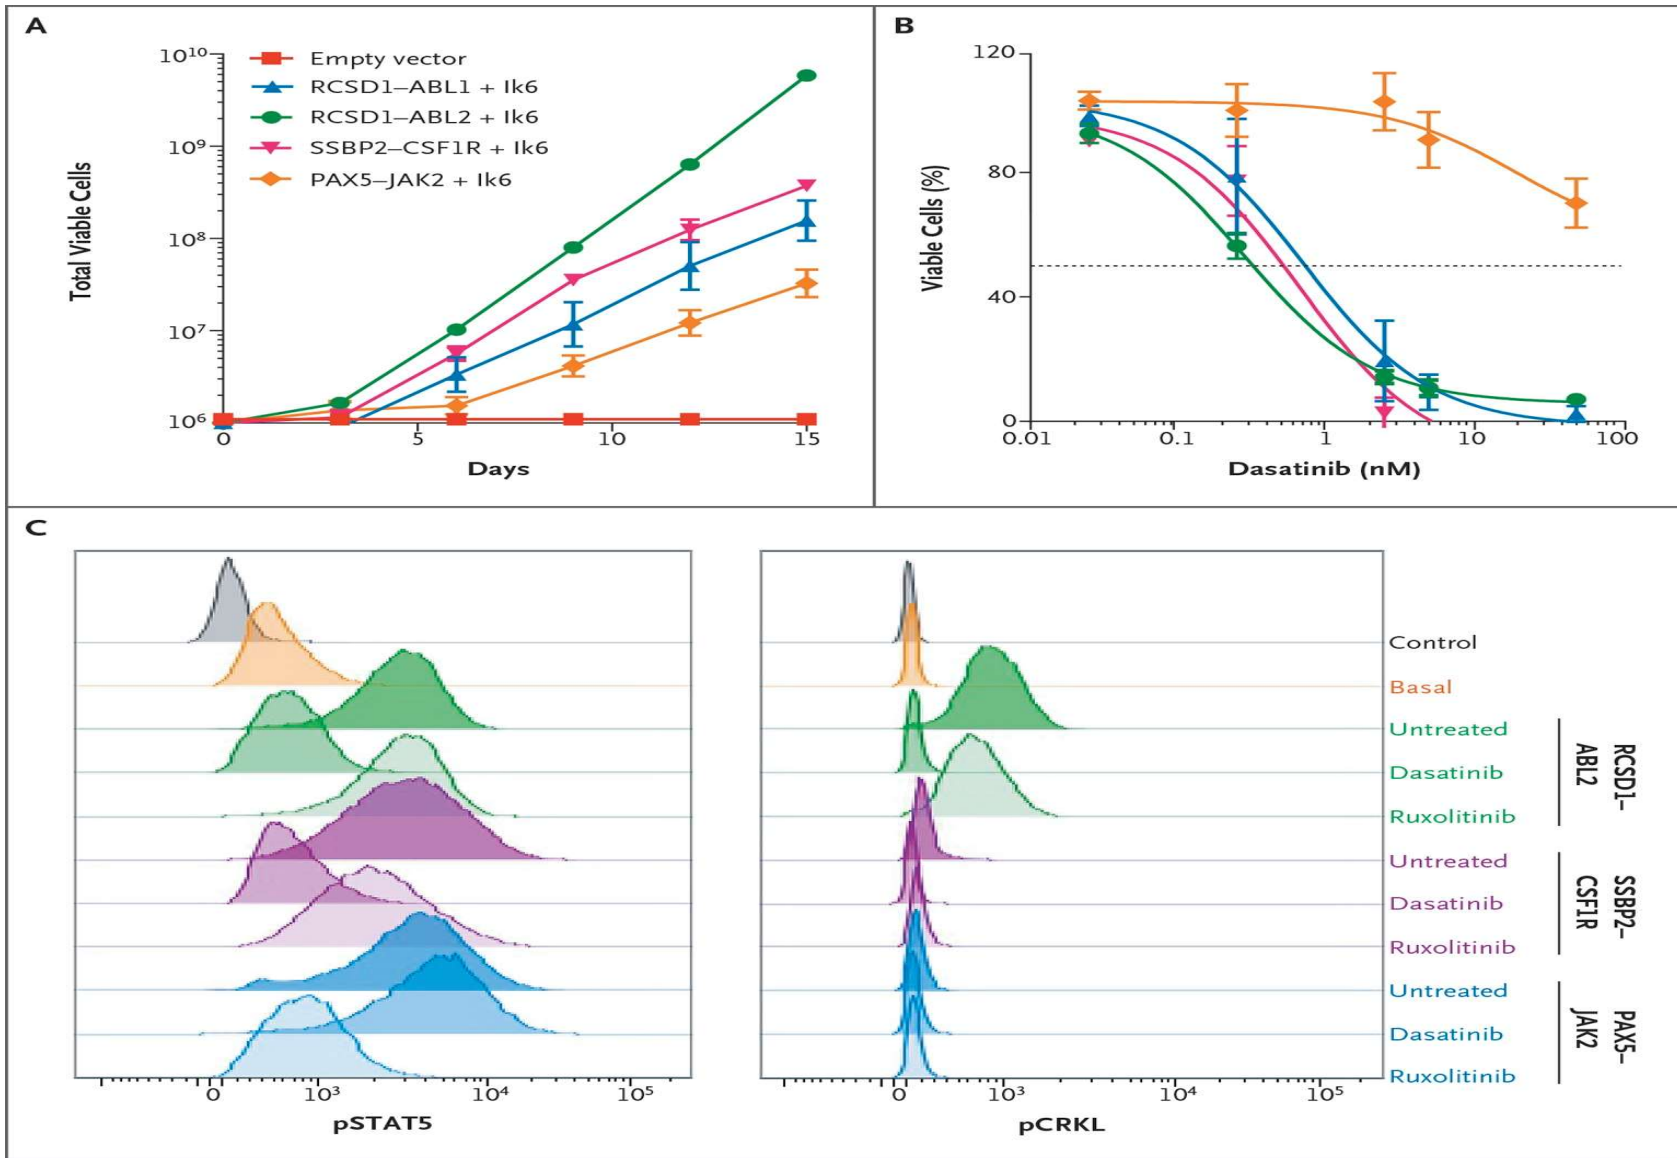 A
10¹⁰
10⁹
10⁸
10⁷
10⁶
Total Viable Cells
Empty vector
RCSD1–ABL1 + Ik6
RCSD1–ABL2 + Ik6
SSBP2–CSF1R + Ik6
PAX5–JAK2 + Ik6
0 5 10 15
Days
B
120
80
40
0
Viable Cells (%)
0.01 0.1 1 10 100
Dasatinib (nM)
C
0 10³ 10⁴ 10⁵
pSTAT5
0 10³ 10⁴ 10⁵
pCRKL
Control
Basal
Untreated
Dasatinib
Ruxolitinib
RCSD1–
ABL2
Untreated
Dasatinib
Ruxolitinib
SSBP2–
CSF1R
Untreated
Dasatinib
Ruxolitinib
PAX5–
JAK2